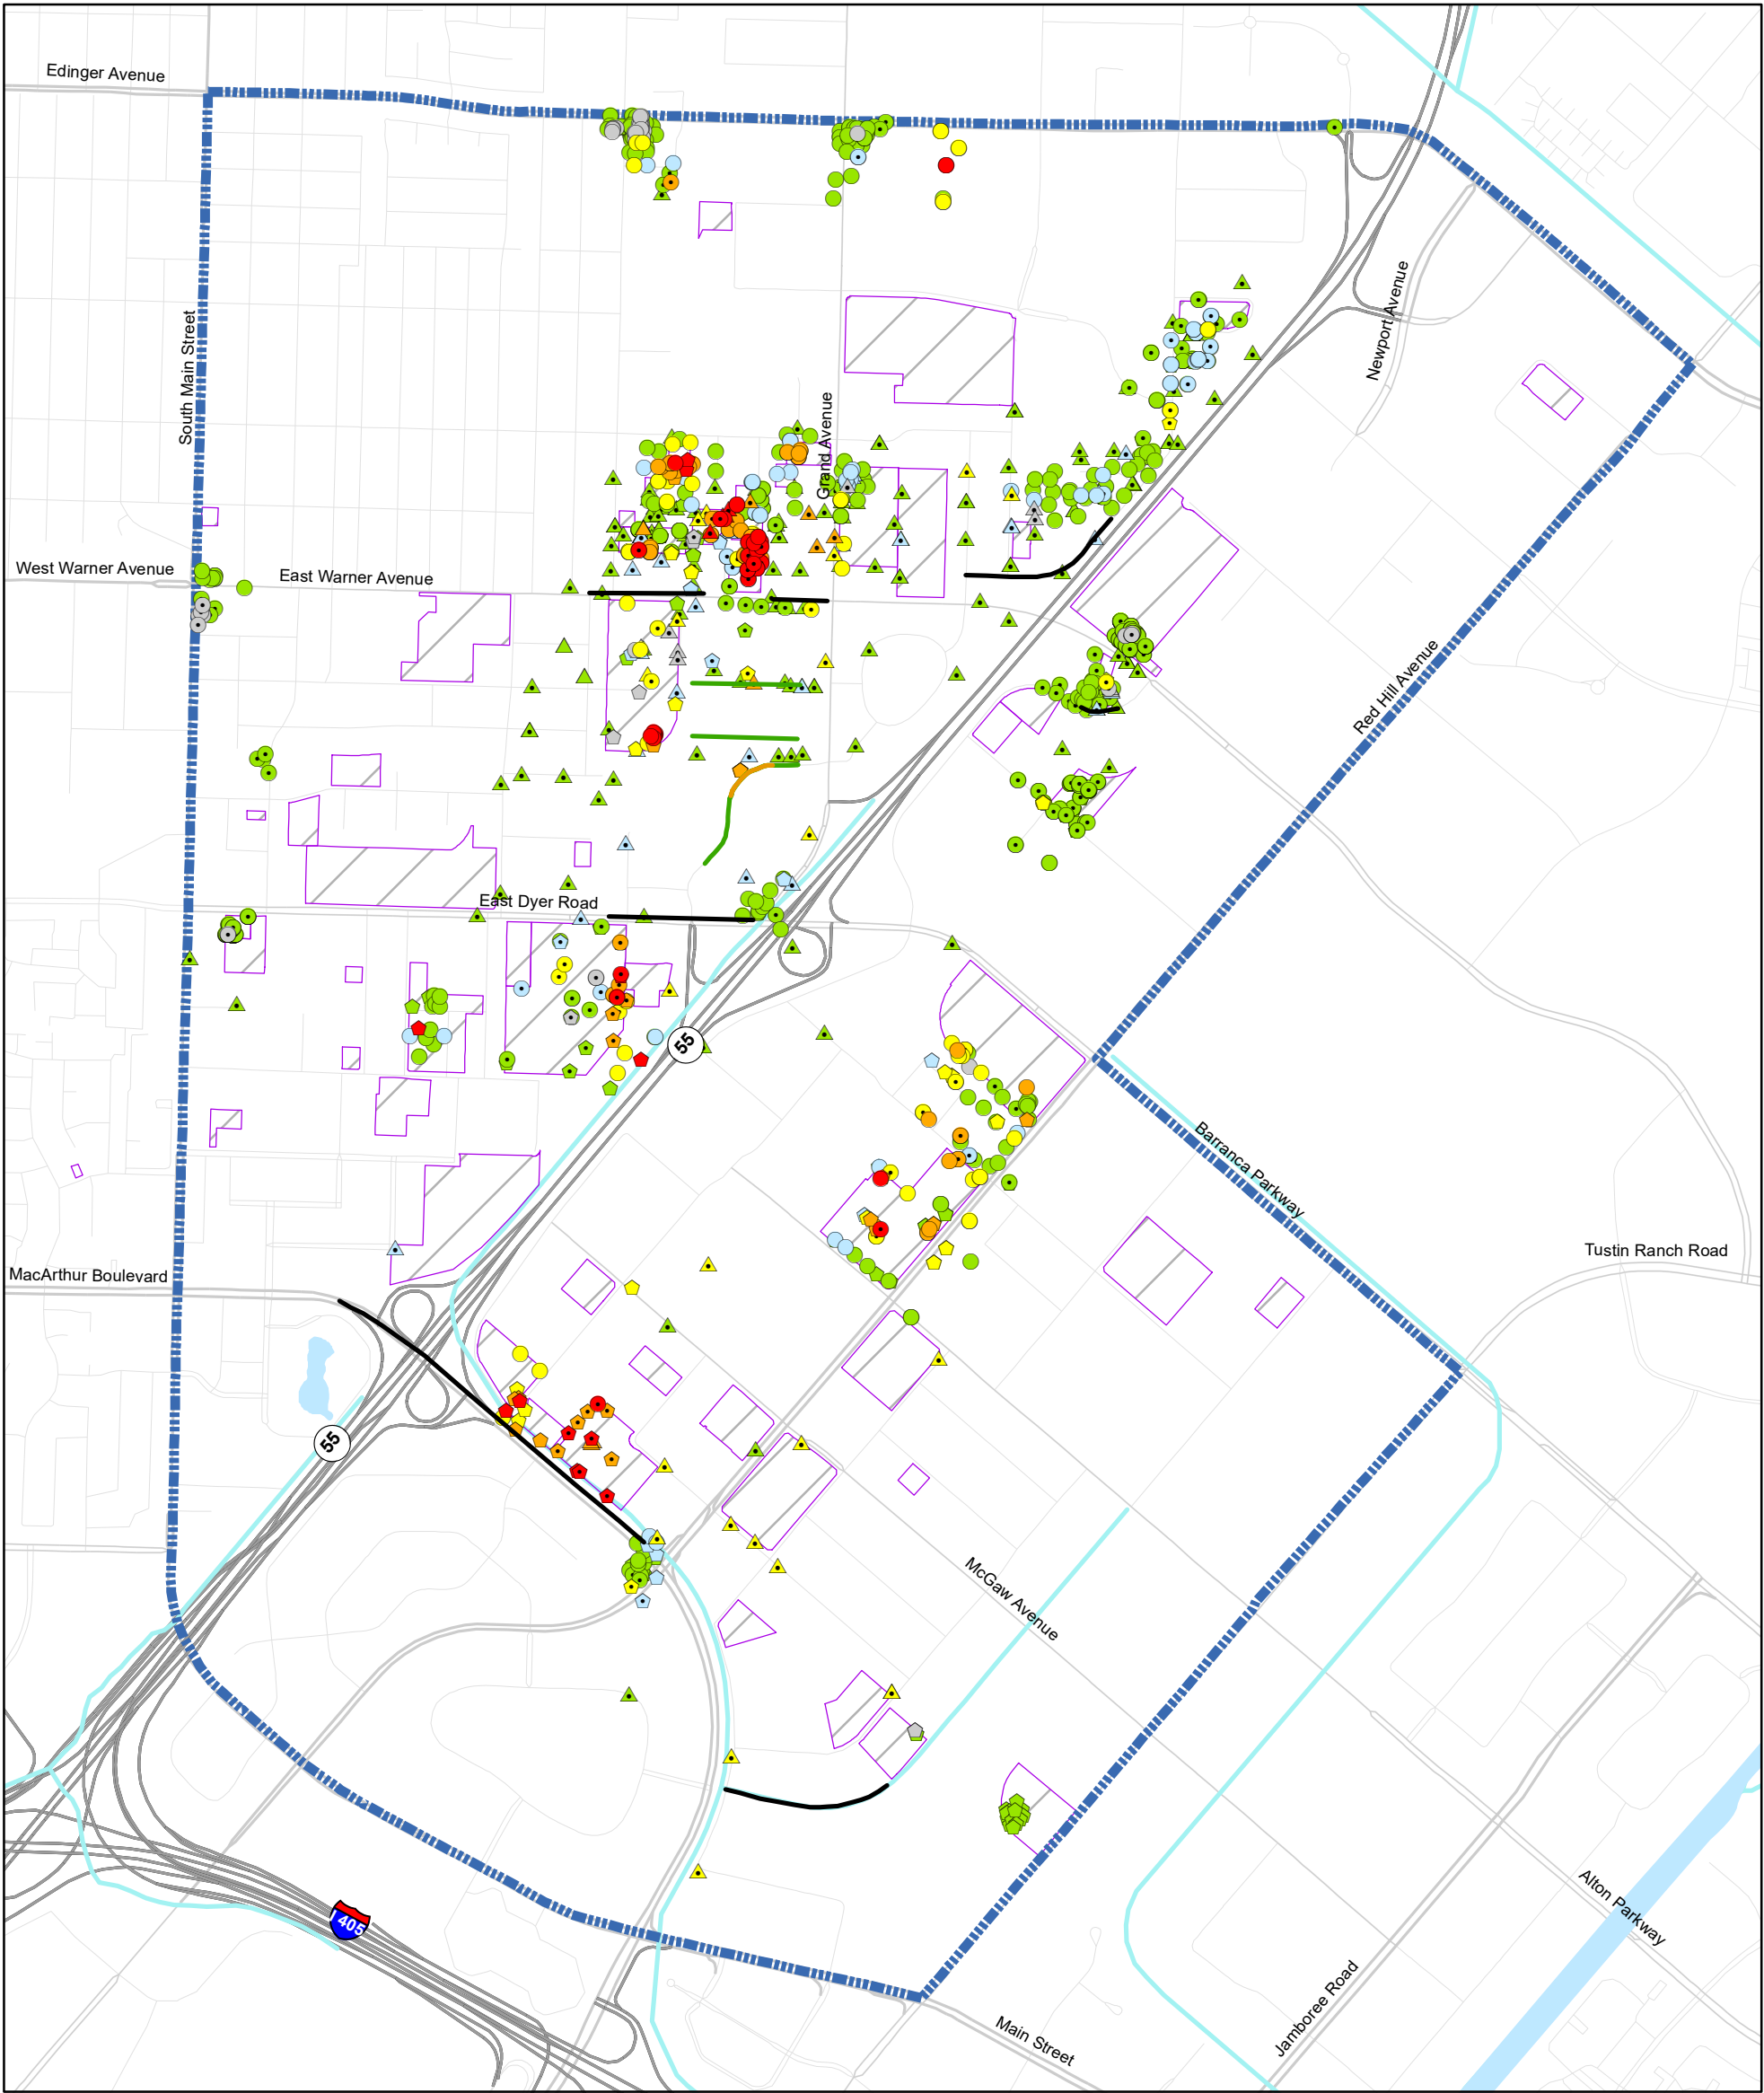 Edinger Avenue
South Main Street
Newport Avenue
Grand Avenue
West Warner Avenue
East Warner Avenue
Red Hill Avenue
East Dyer Road
55
Barranca Parkway
Tustin Ranch Road
MacArthur Boulevard
55
McGaw Avenue
Alton Parkway
405
Jamboree Road
Main Street